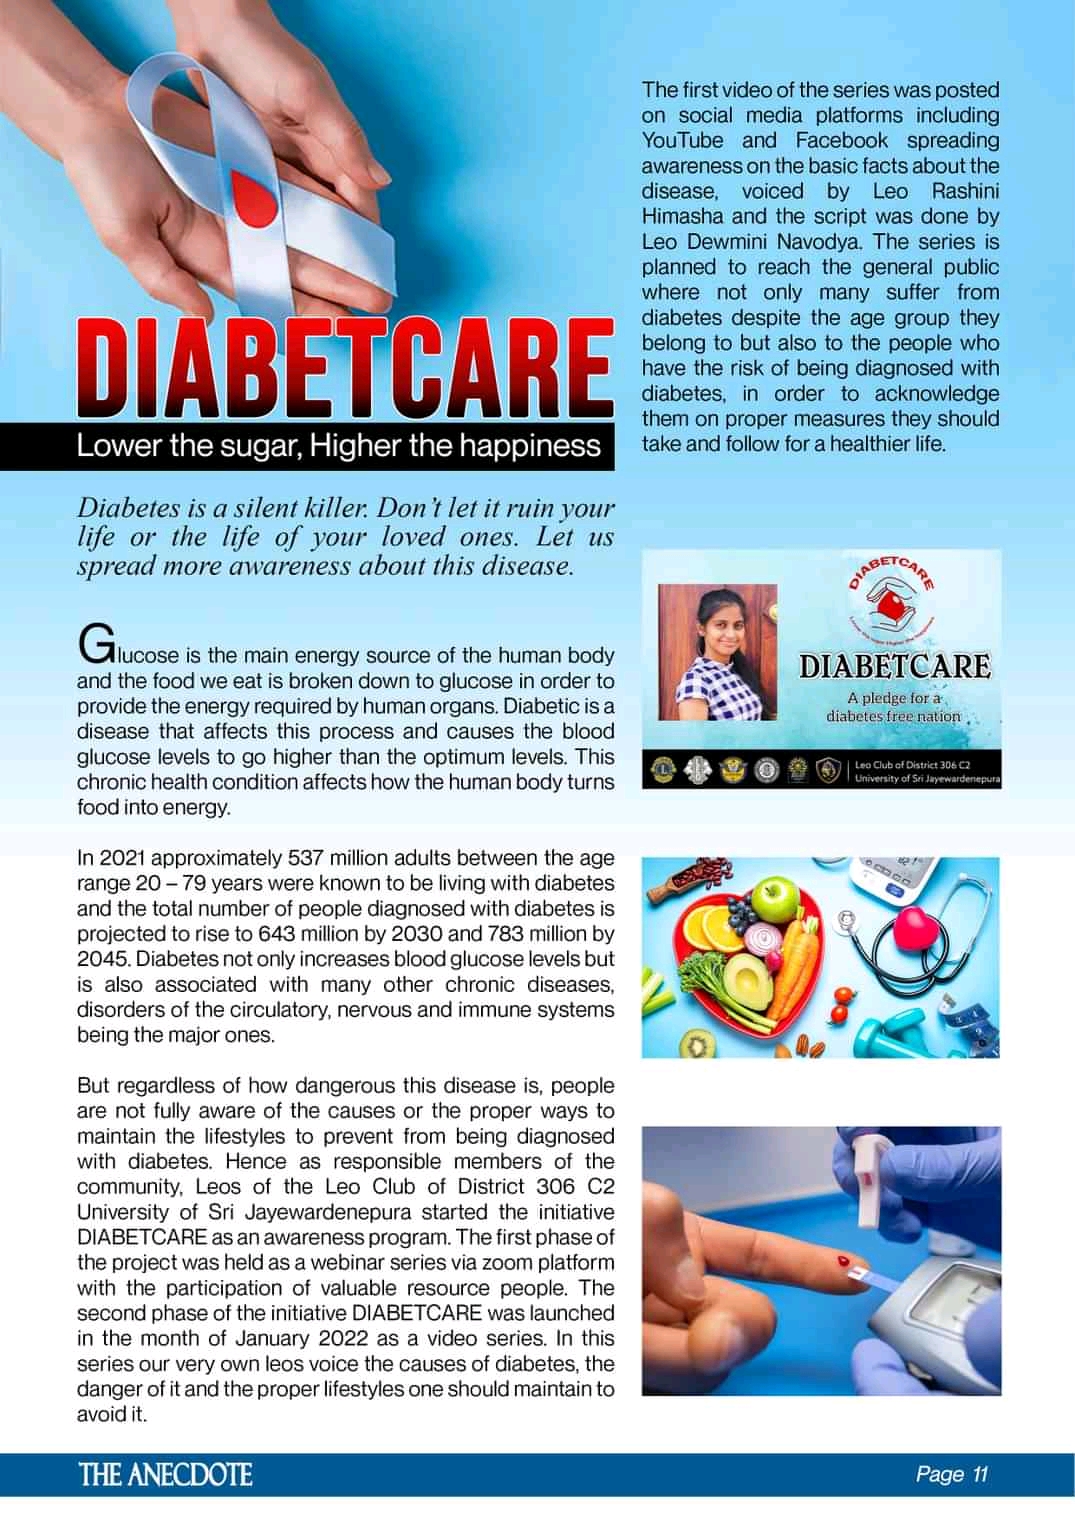 DIABETCARE
Lower the sugar, Higher the happiness
Diabetes is a silent killer. Don't let it ruin your
life or the life of your loved ones. Let us
spread more awareness about this disease.
Glucose is the main energy source of the human body
and the food we eat is broken down to glucose in order to
provide the energy required by human organs. Diabetic is a
disease that affects this process and causes the blood
glucose levels to go higher than the optimum levels. This
chronic health condition affects how the human body turns
food into energy.
In 2021 approximately 537 million adults between the age
range 20 – 79 years were known to be living with diabetes
and the total number of people diagnosed with diabetes is
projected to rise to 643 million by 2030 and 783 million by
2045. Diabetes not only increases blood glucose levels but
is also associated with many other chronic diseases,
disorders of the circulatory, nervous and immune systems
being the major ones.
But regardless of how dangerous this disease is, people
are not fully aware of the causes or the proper ways to
maintain the lifestyles to prevent from being diagnosed
with diabetes. Hence as responsible members of the
community, Leos of the Leo Club of District 306 C2
University of Sri Jayewardenepura started the initiative
DIABETCARE as an awareness program. The first phase of
the project was held as a webinar series via zoom platform
with the participation of valuable resource people. The
second phase of the initiative DIABETCARE was launched
in the month of January 2022 as a video series. In this
series our very own leos voice the causes of diabetes, the
danger of it and the proper lifestyles one should maintain to
avoid it.
The first video of the series was posted
on social media platforms including
YouTube and Facebook spreading
awareness on the basic facts about the
disease, voiced by Leo Rashini
Himasha and the script was done by
Leo Dewmini Navodya. The series is
planned to reach the general public
where not only many suffer from
diabetes despite the age group they
belong to but also to the people who
have the risk of being diagnosed with
diabetes, in order to acknowledge
them on proper measures they should
take and follow for a healthier life.
DIABETCARE
Lower the sugar Higher the happiness
DIABETCARE
A pledge for a
diabetes free nation
Leo Club of District 306 C2
University of Sri Jayewardenepura
THE ANECDOTE
Page 11